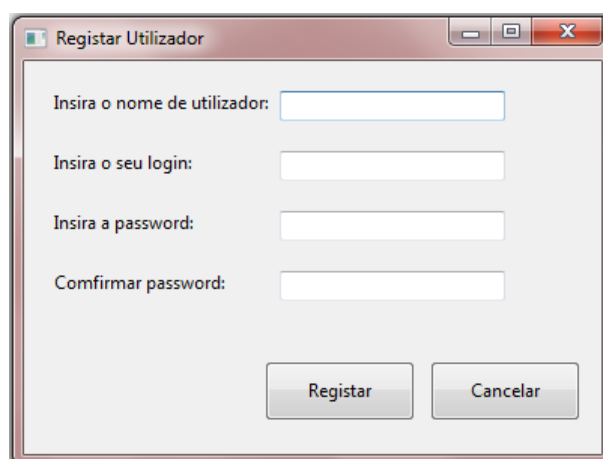 Registar Utilizador
Insira o nome de utilizador:
Insira o seu login:
Insira a password:
Comfirmar password:
Registar Cancelar